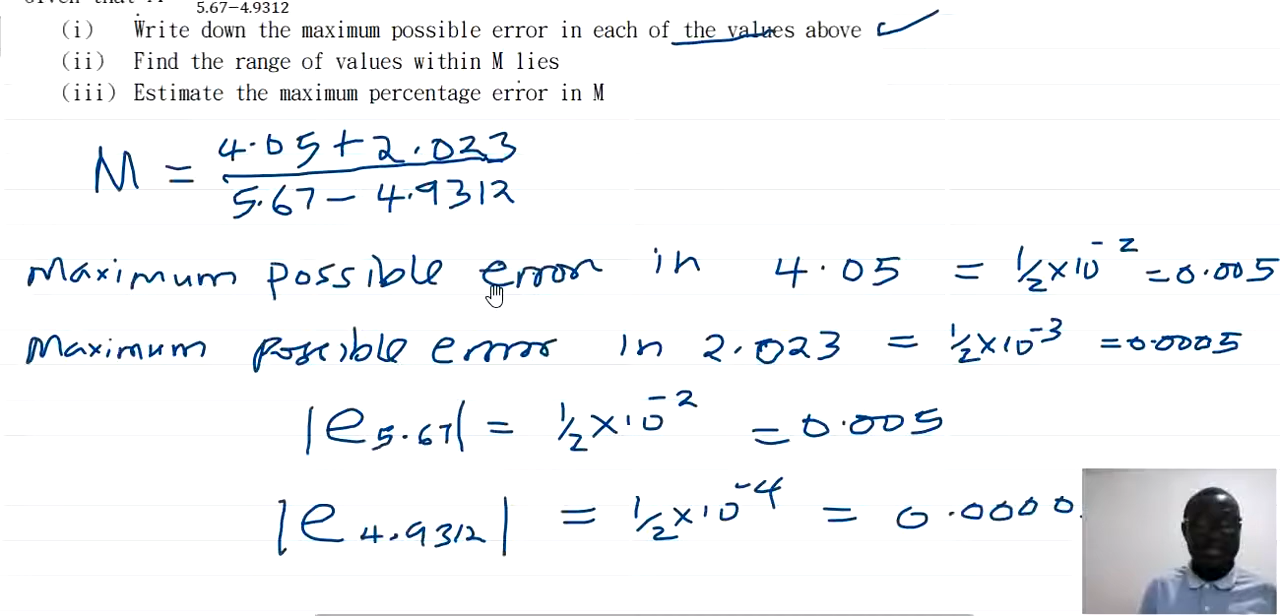 5.67−4.9312
(i) Write down the maximum possible error in each of the values above
(ii) Find the range of values within M lies
(iii) Estimate the maximum percentage error in M
M = 4.05+2.023
5.67 − 4.9312
Maximum possible error in 4.05 = 1/2×10⁻² = 0.005
Maximum possible error in 2.023 = 1/2×10⁻³ = 0.0005
|e5.67| = 1/2×10⁻² = 0.005
|e4.9312| = 1/2×10⁻⁴ = 0.0000